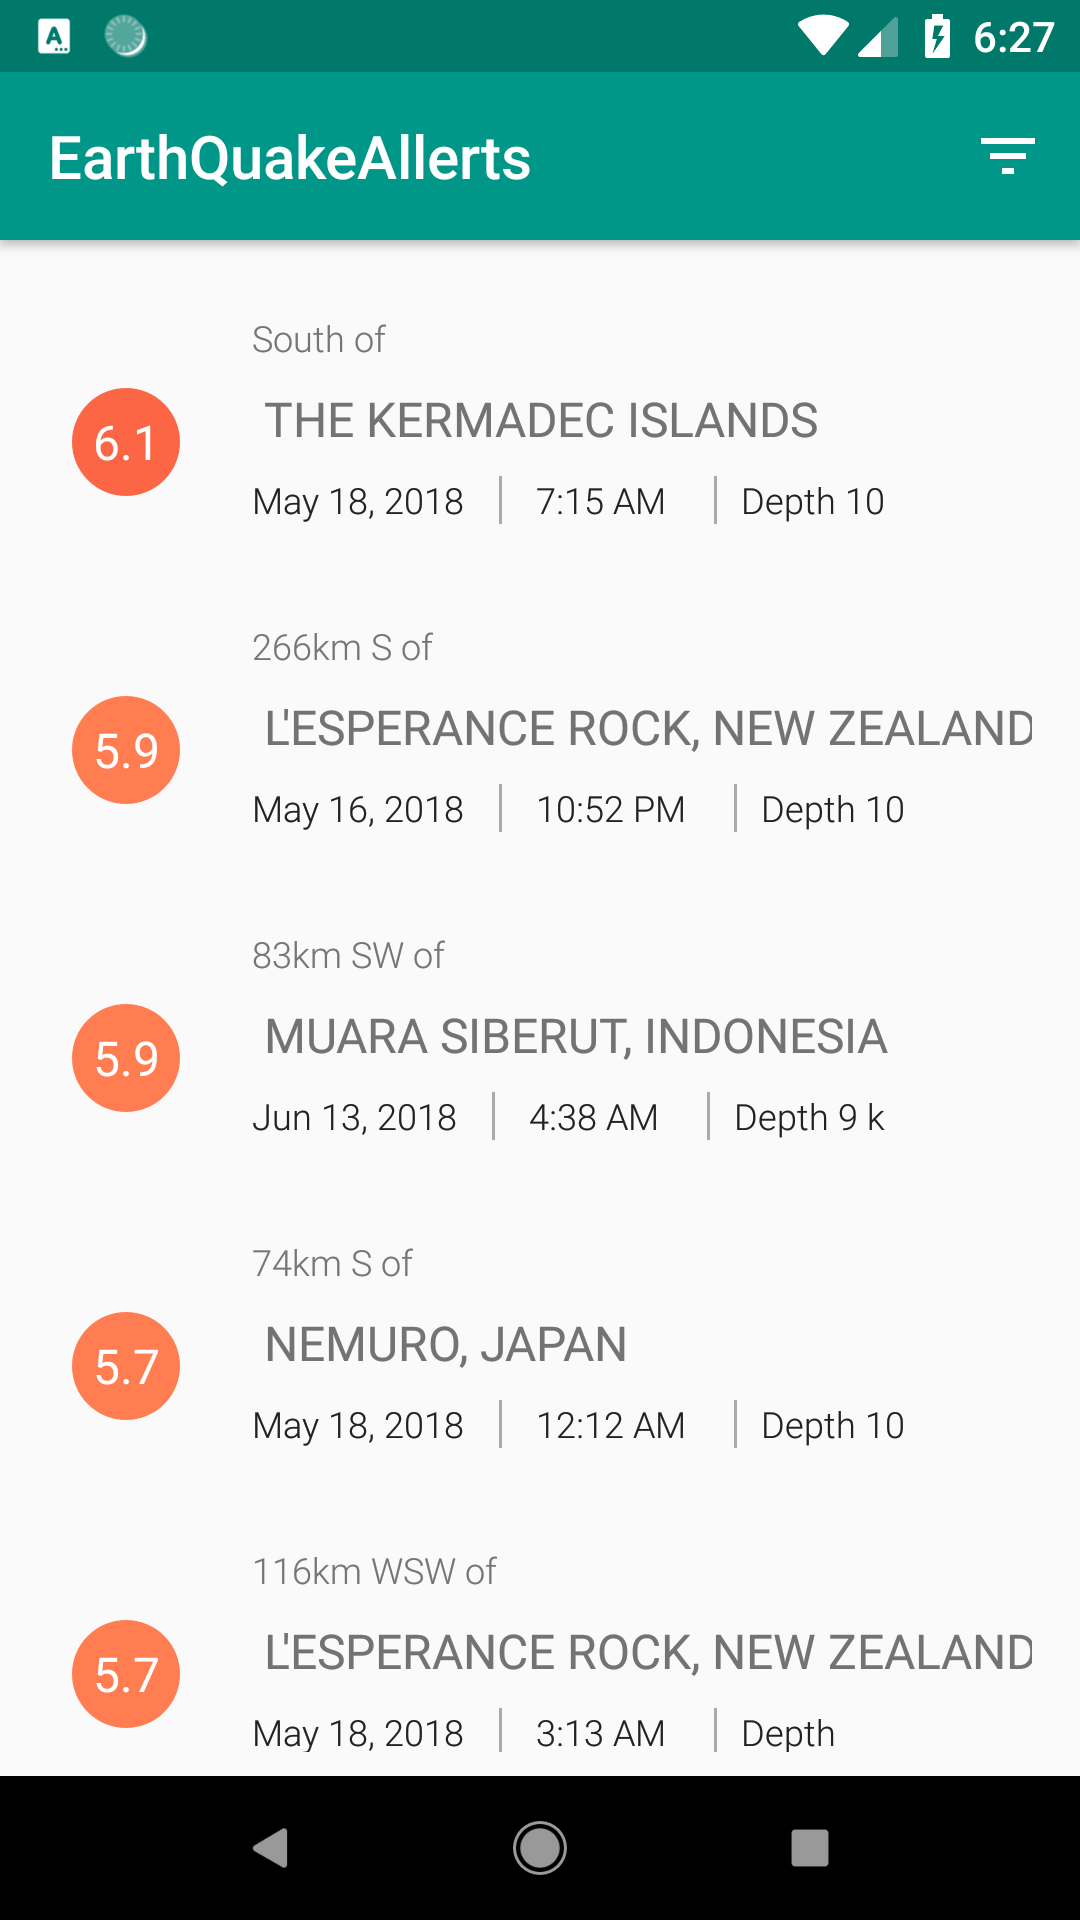 6:27
EarthQuakeAllerts
South of
6.1
THE KERMADEC ISLANDS
May 18, 2018 7:15 AM Depth 10
266km S of
5.9
L'ESPERANCE ROCK, NEW ZEALAND
May 16, 2018 10:52 PM Depth 10
83km SW of
5.9
MUARA SIBERUT, INDONESIA
Jun 13, 2018 4:38 AM Depth 9 k
74km S of
5.7
NEMURO, JAPAN
May 18, 2018 12:12 AM Depth 10
116km WSW of
5.7
L'ESPERANCE ROCK, NEW ZEALAND
May 18, 2018 3:13 AM Depth